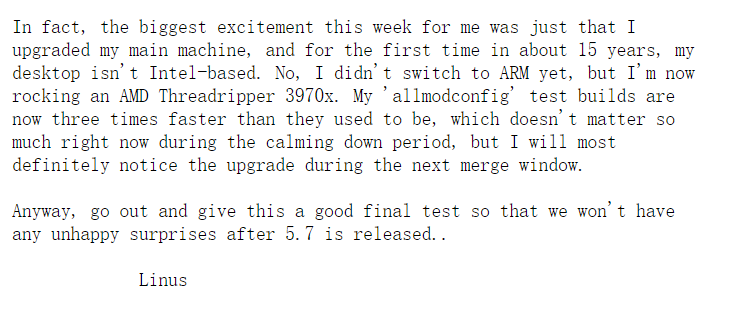 In fact, the biggest excitement this week for me was just that I
upgraded my main machine, and for the first time in about 15 years, my
desktop isn't Intel-based. No, I didn't switch to ARM yet, but I'm now
rocking an AMD Threadripper 3970x. My 'allmodconfig' test builds are
now three times faster than they used to be, which doesn't matter so
much right now during the calming down period, but I will most
definitely notice the upgrade during the next merge window.
Anyway, go out and give this a good final test so that we won't have
any unhappy surprises after 5.7 is released..
Linus